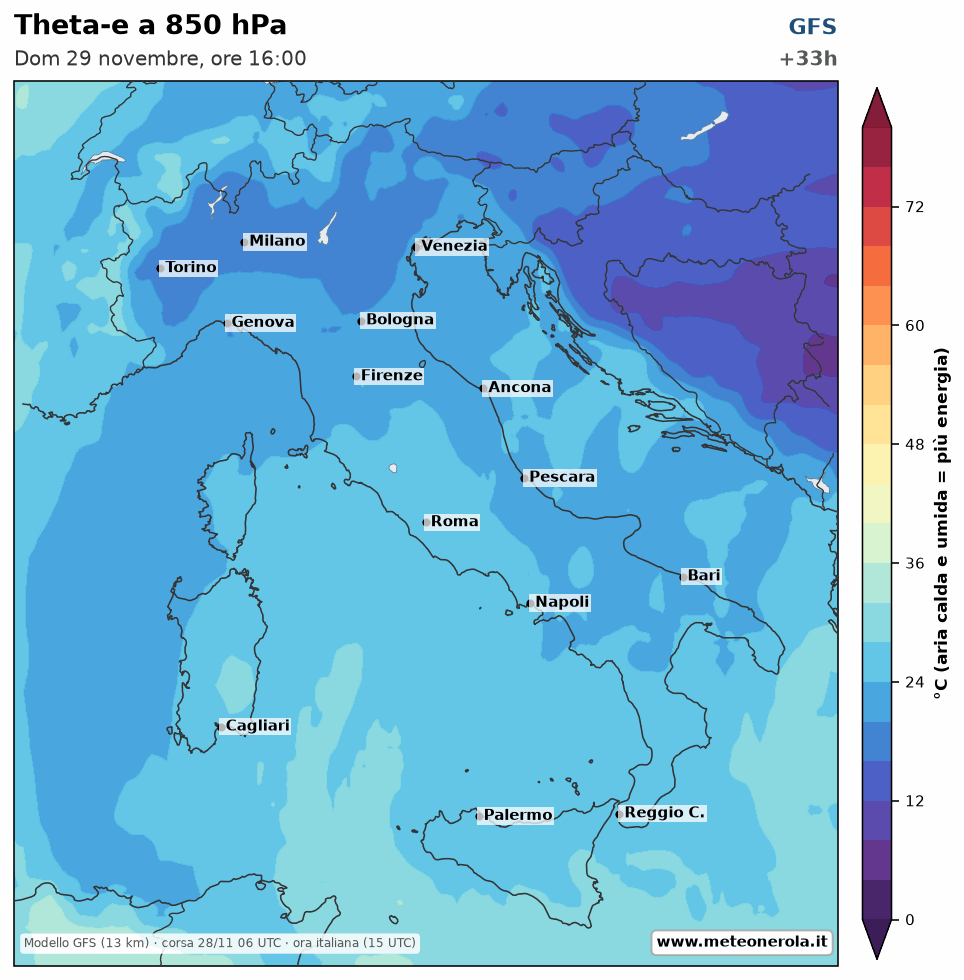 Theta-e a 850 hPa
GFS
Dom 29 novembre, ore 16:00
+33h
Milano
Venezia
Torino
Genova
Bologna
Firenze
Ancona
Pescara
Roma
Bari
Napoli
Cagliari
Palermo
Reggio C.
72
60
48
36
24
12
0
°C (aria calda e umida = più energia)
Modello GFS (13 km) · corsa 28/11 06 UTC · ora italiana (15 UTC)
www.meteonerola.it